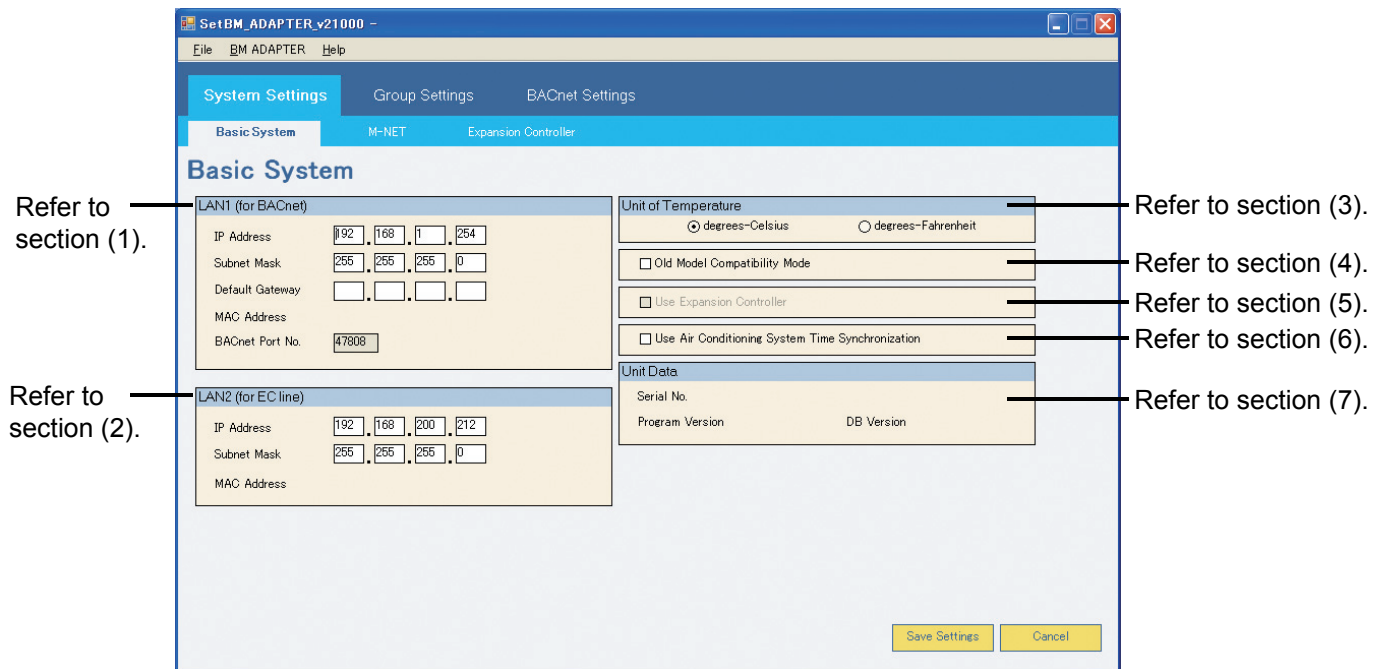 SetBM_ADAPTER_v21000 -
File BM ADAPTER Help
System Settings Group Settings BACnet Settings
Basic System M-NET Expansion Controller
Basic System
Refer to section (1).
LAN1 (for BACnet)
IP Address 192 . 168 . 1 . 254
Subnet Mask 255 . 255 . 255 . 0
Default Gateway . . .
MAC Address
BACnet Port No. 47808
Refer to section (2).
LAN2 (for EC line)
IP Address 192 . 168 . 200 . 212
Subnet Mask 255 . 255 . 255 . 0
MAC Address
Unit of Temperature
degrees-Celsius degrees-Fahrenheit
Refer to section (3).
Old Model Compatibility Mode
Refer to section (4).
Use Expansion Controller
Refer to section (5).
Use Air Conditioning System Time Synchronization
Refer to section (6).
Unit Data
Serial No.
Program Version DB Version
Refer to section (7).
Save Settings Cancel